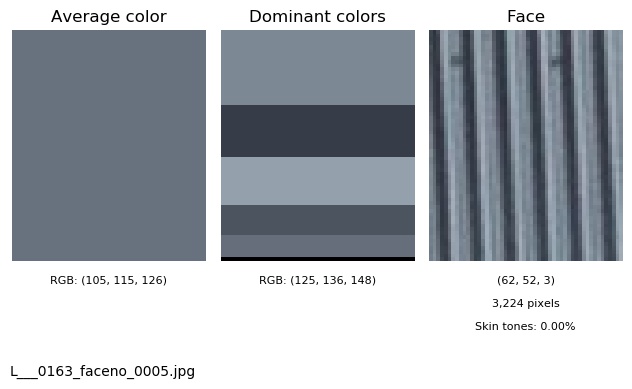 Average color
Dominant colors
Face
RGB: (105, 115, 126)
RGB: (125, 136, 148)
(62, 52, 3)
3,224 pixels
Skin tones: 0.00%
L___0163_faceno_0005.jpg